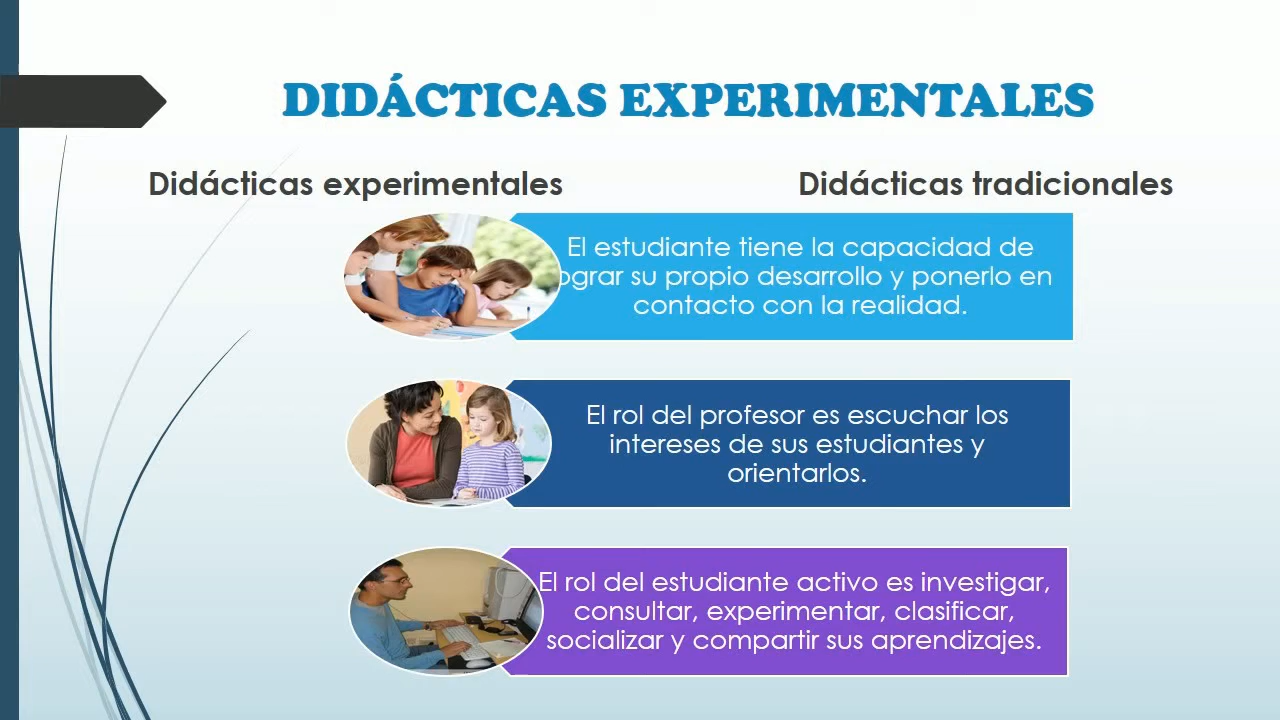 DIDÁCTICAS EXPERIMENTALES
Didácticas experimentales
Didácticas tradicionales
El estudiante tiene la capacidad de
ograr su propio desarrollo y ponerlo en
contacto con la realidad.
El rol del profesor es escuchar los
intereses de sus estudiantes y
orientarlos.
El rol del estudiante activo es investigar,
consultar, experimentar, clasificar,
socializar y compartir sus aprendizajes.